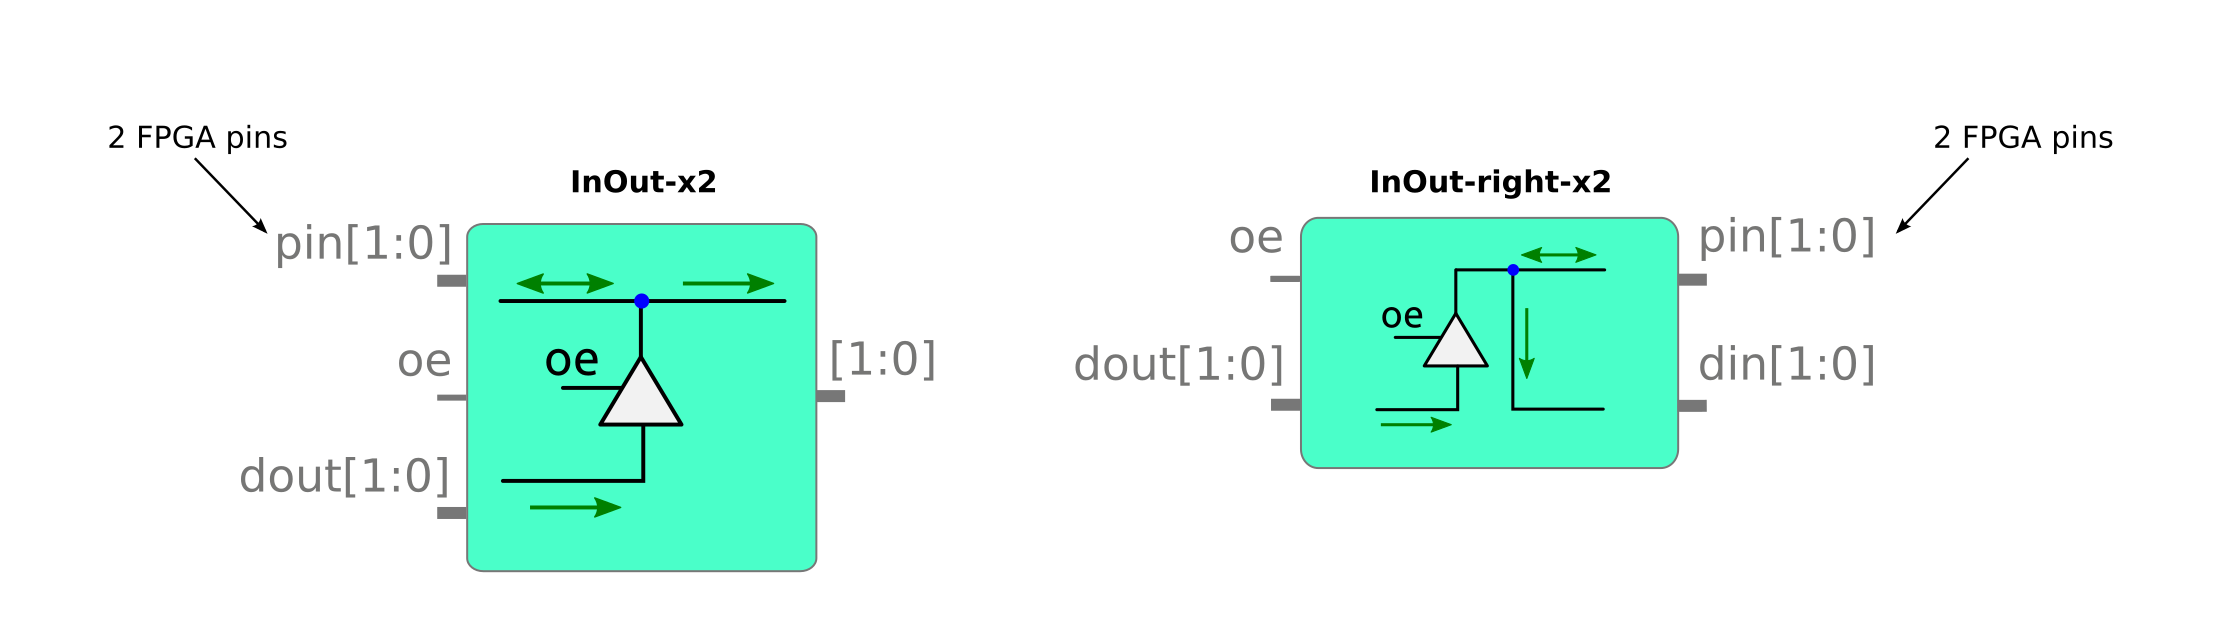 2 FPGA pins
InOut-x2
pin[1:0]
oe
oe
[1:0]
dout[1:0]
2 FPGA pins
InOut-right-x2
oe
pin[1:0]
oe
dout[1:0]
din[1:0]